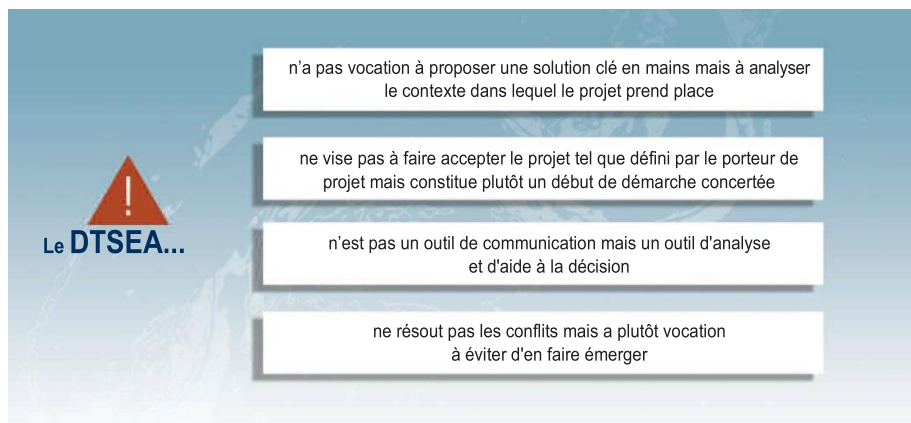 n’a pas vocation à proposer une solution clé en mains mais à analyser
le contexte dans lequel le projet prend place
ne vise pas à faire accepter le projet tel que défini par le porteur de
projet mais constitue plutôt un début de démarche concertée
!
Le DTSEA...
n’est pas un outil de communication mais un outil d'analyse
et d'aide à la décision
ne résout pas les conflits mais a plutôt vocation
à éviter d'en faire émerger